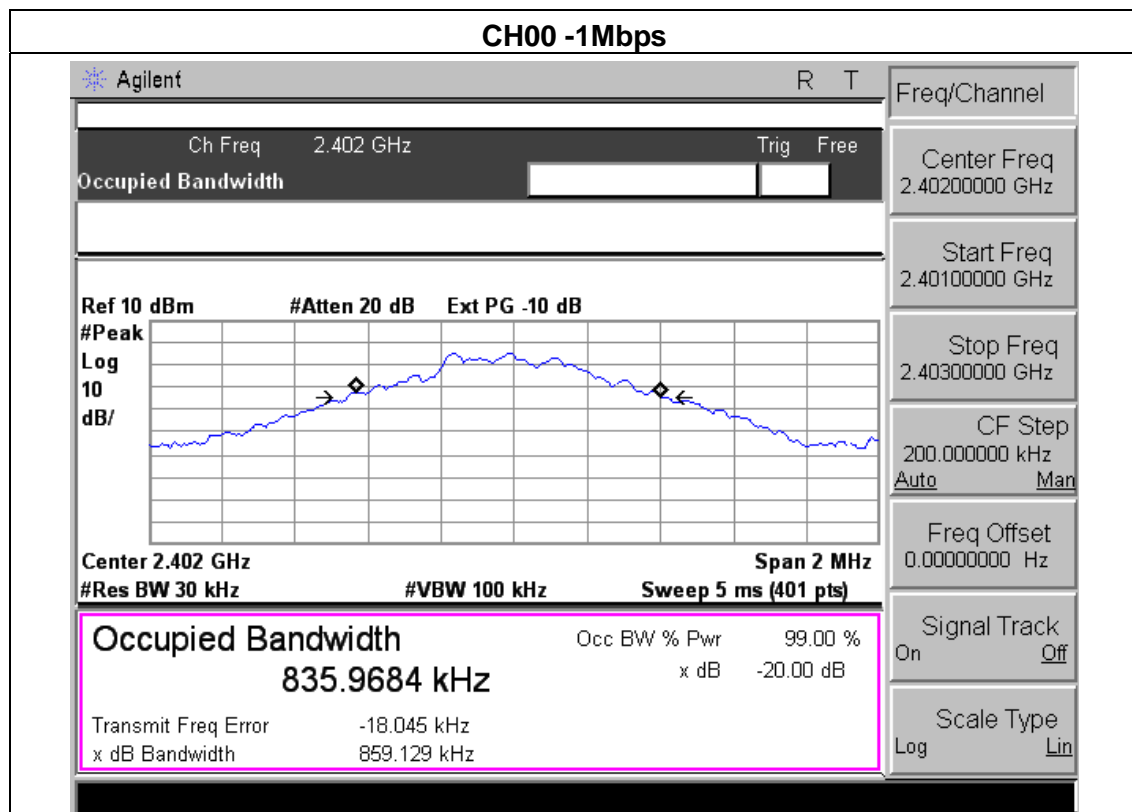 CH00 -1Mbps
Agilent R T
Ch Freq 2.402 GHz Trig Free
Occupied Bandwidth
Ref 10 dBm #Atten 20 dB Ext PG -10 dB
#Peak
Log
10
dB/
Center 2.402 GHz Span 2 MHz
#Res BW 30 kHz #VBW 100 kHz Sweep 5 ms (401 pts)
Occupied Bandwidth
835.9684 kHz
Occ BW % Pwr 99.00 %
x dB -20.00 dB
Transmit Freq Error -18.045 kHz
x dB Bandwidth 859.129 kHz
Freq/Channel
Center Freq
2.40200000 GHz
Start Freq
2.40100000 GHz
Stop Freq
2.40300000 GHz
CF Step
200.000000 kHz
Auto Man
Freq Offset
0.00000000 Hz
Signal Track
On Off
Scale Type
Log Lin